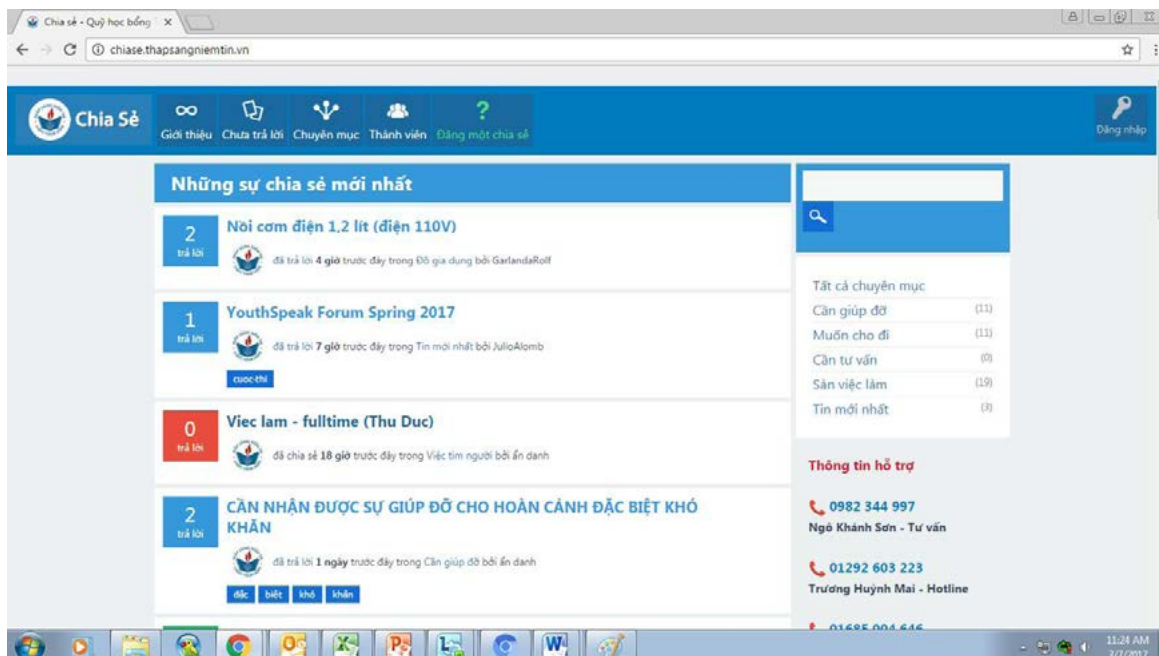 Chia sẻ - Quỹ học bổng
chiase.thapsangniemtin.vn
Chia Sẻ
Giới thiệu
Chưa trả lời
Chuyên mục
Thành viên
Đăng một chia sẻ
Đăng nhập
Những sự chia sẻ mới nhất
2
trả lời
Nồi cơm điện 1,2 lít (điện 110V)
đã trả lời 4 giờ trước đây trong Đồ gia dụng bởi GarlandaRolf
1
trả lời
YouthSpeak Forum Spring 2017
đã trả lời 7 giờ trước đây trong Tin mới nhất bởi JulioAlomb
cuoc-thi
0
trả lời
Viec lam - fulltime (Thu Duc)
đã chia sẻ 18 giờ trước đây trong Việc tìm người bởi ẩn danh
2
trả lời
CẦN NHẬN ĐƯỢC SỰ GIÚP ĐỠ CHO HOÀN CẢNH ĐẶC BIỆT KHÓ
KHĂN
đã trả lời 1 ngày trước đây trong Cần giúp đỡ bởi ẩn danh
đặc biệt khó khăn
Tất cả chuyên mục
Cần giúp đỡ (11)
Muốn cho đi (11)
Cần tư vấn (0)
Sàn việc làm (19)
Tin mới nhất (3)
Thông tin hỗ trợ
0982 344 997
Ngô Khánh Sơn - Tư vấn
01292 603 223
Trương Huỳnh Mai - Hotline
01685 004 646
11:24 AM
3/7/2017